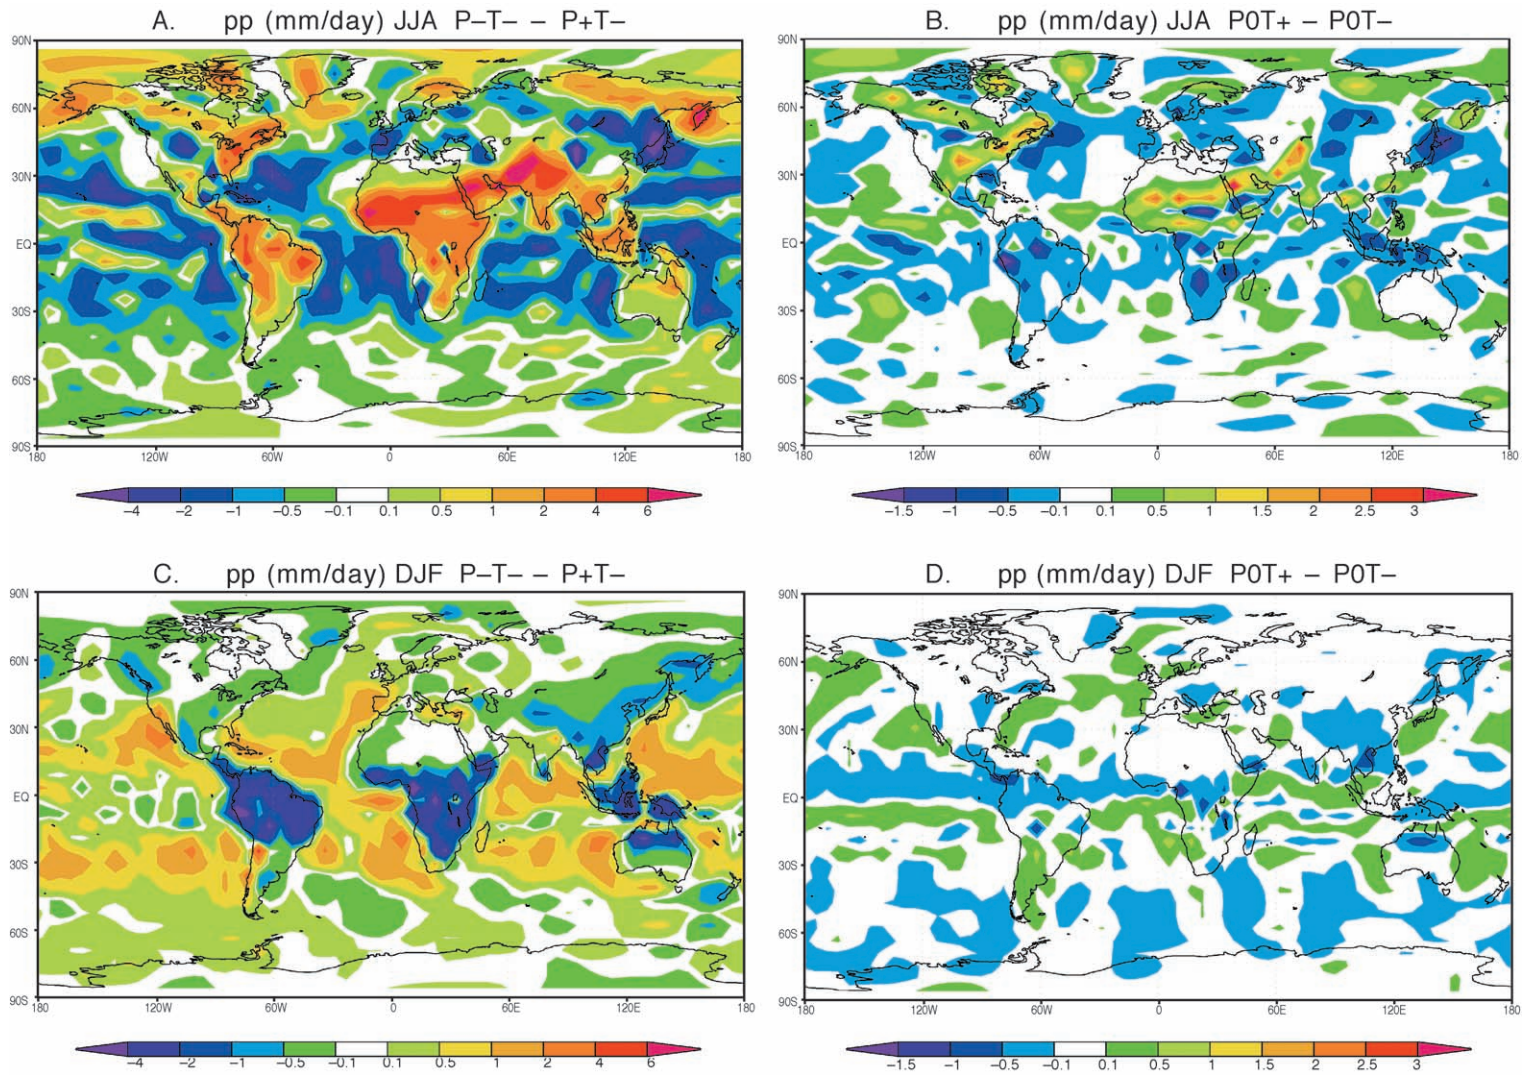 A. pp (mm/day) JJA P–T– – P+T–
90N
60N
30N
EQ
30S
60S
90S
180 120W 60W 0 60E 120E 180
–4 –2 –1 –0.5 –0.1 0.1 0.5 1 2 4 6
B. pp (mm/day) JJA P0T+ – P0T–
90N
60N
30N
EQ
30S
60S
90S
180 120W 60W 0 60E 120E 180
–1.5 –1 –0.5 –0.1 0.1 0.5 1 1.5 2 2.5 3
C. pp (mm/day) DJF P–T– – P+T–
90N
60N
30N
EQ
30S
60S
90S
180 120W 60W 0 60E 120E 180
–4 –2 –1 –0.5 –0.1 0.1 0.5 1 2 4 6
D. pp (mm/day) DJF P0T+ – P0T–
90N
60N
30N
EQ
30S
60S
90S
180 120W 60W 0 60E 120E 180
–1.5 –1 –0.5 –0.1 0.1 0.5 1 1.5 2 2.5 3